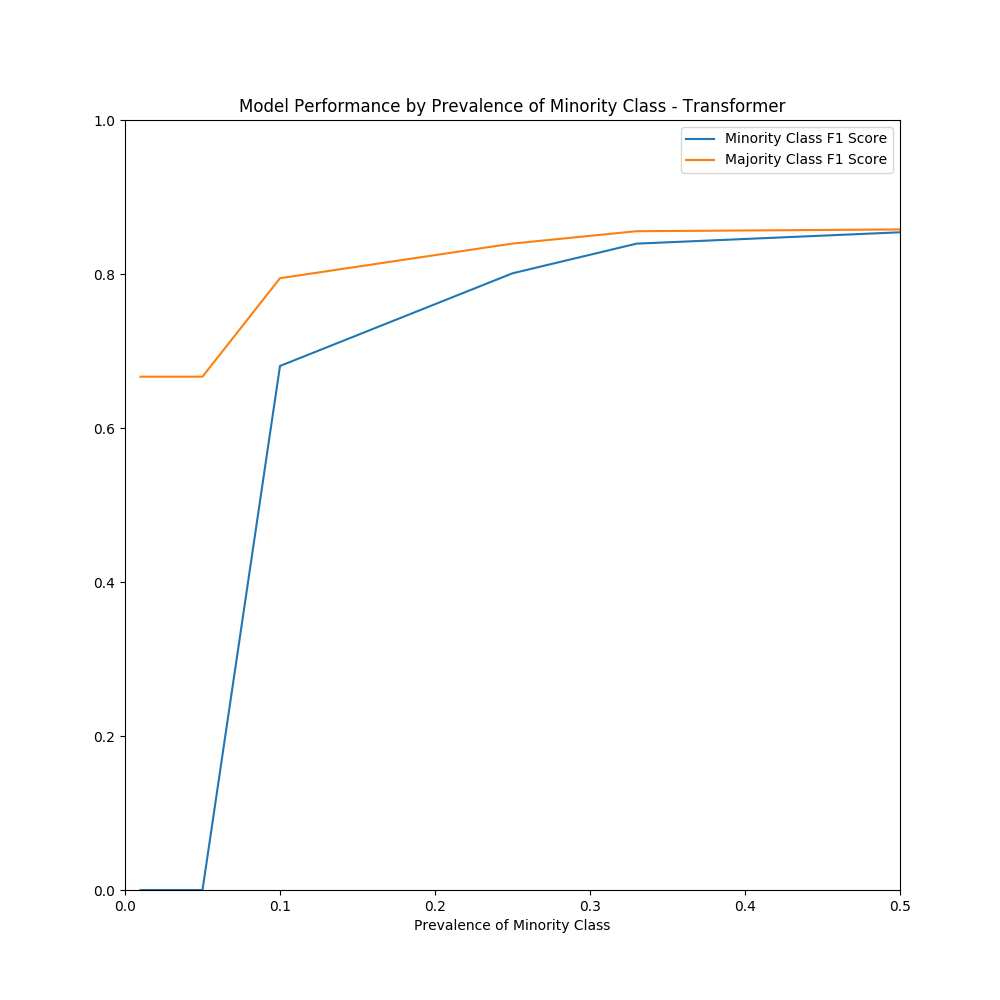 Model Performance by Prevalence of Minority Class - Transformer
Minority Class F1 Score
Majority Class F1 Score
1.0
0.8
0.6
0.4
0.2
0.0
0.0 0.1 0.2 0.3 0.4 0.5
Prevalence of Minority Class